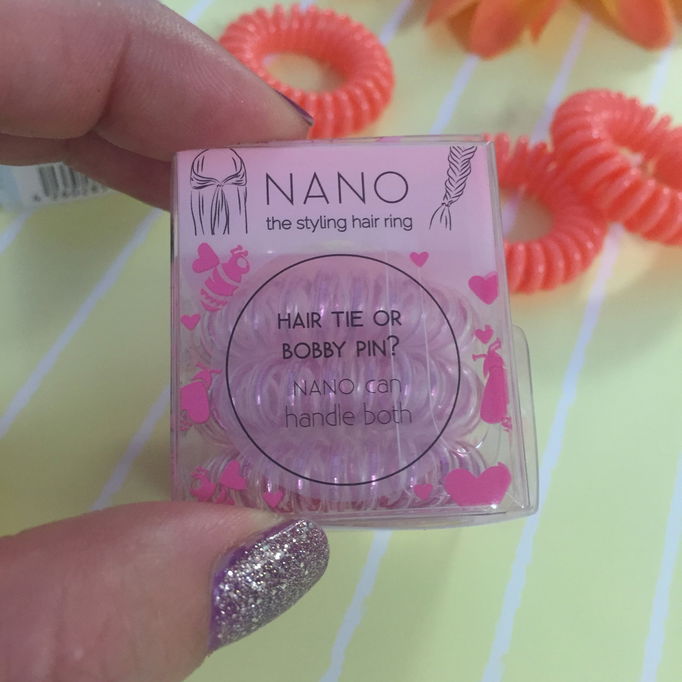 NANO
the styling hair ring
HAIR TIE OR
BOBBY PIN?
NANO can
handle both